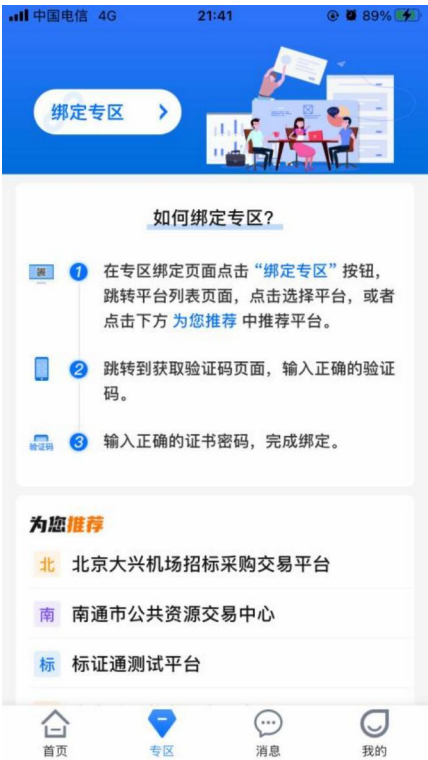 中国电信 4G 21:41 89%
绑定专区
如何绑定专区?
1 在专区绑定页面点击“绑定专区”按钮，
跳转平台列表页面，点击选择平台，或者
点击下方 为您推荐 中推荐平台。
2 跳转到获取验证码页面，输入正确的验证
码。
验证码 3 输入正确的证书密码，完成绑定。
为您推荐
北 北京大兴机场招标采购交易平台
南 南通市公共资源交易中心
标 标证通测试平台
首页 专区 消息 我的